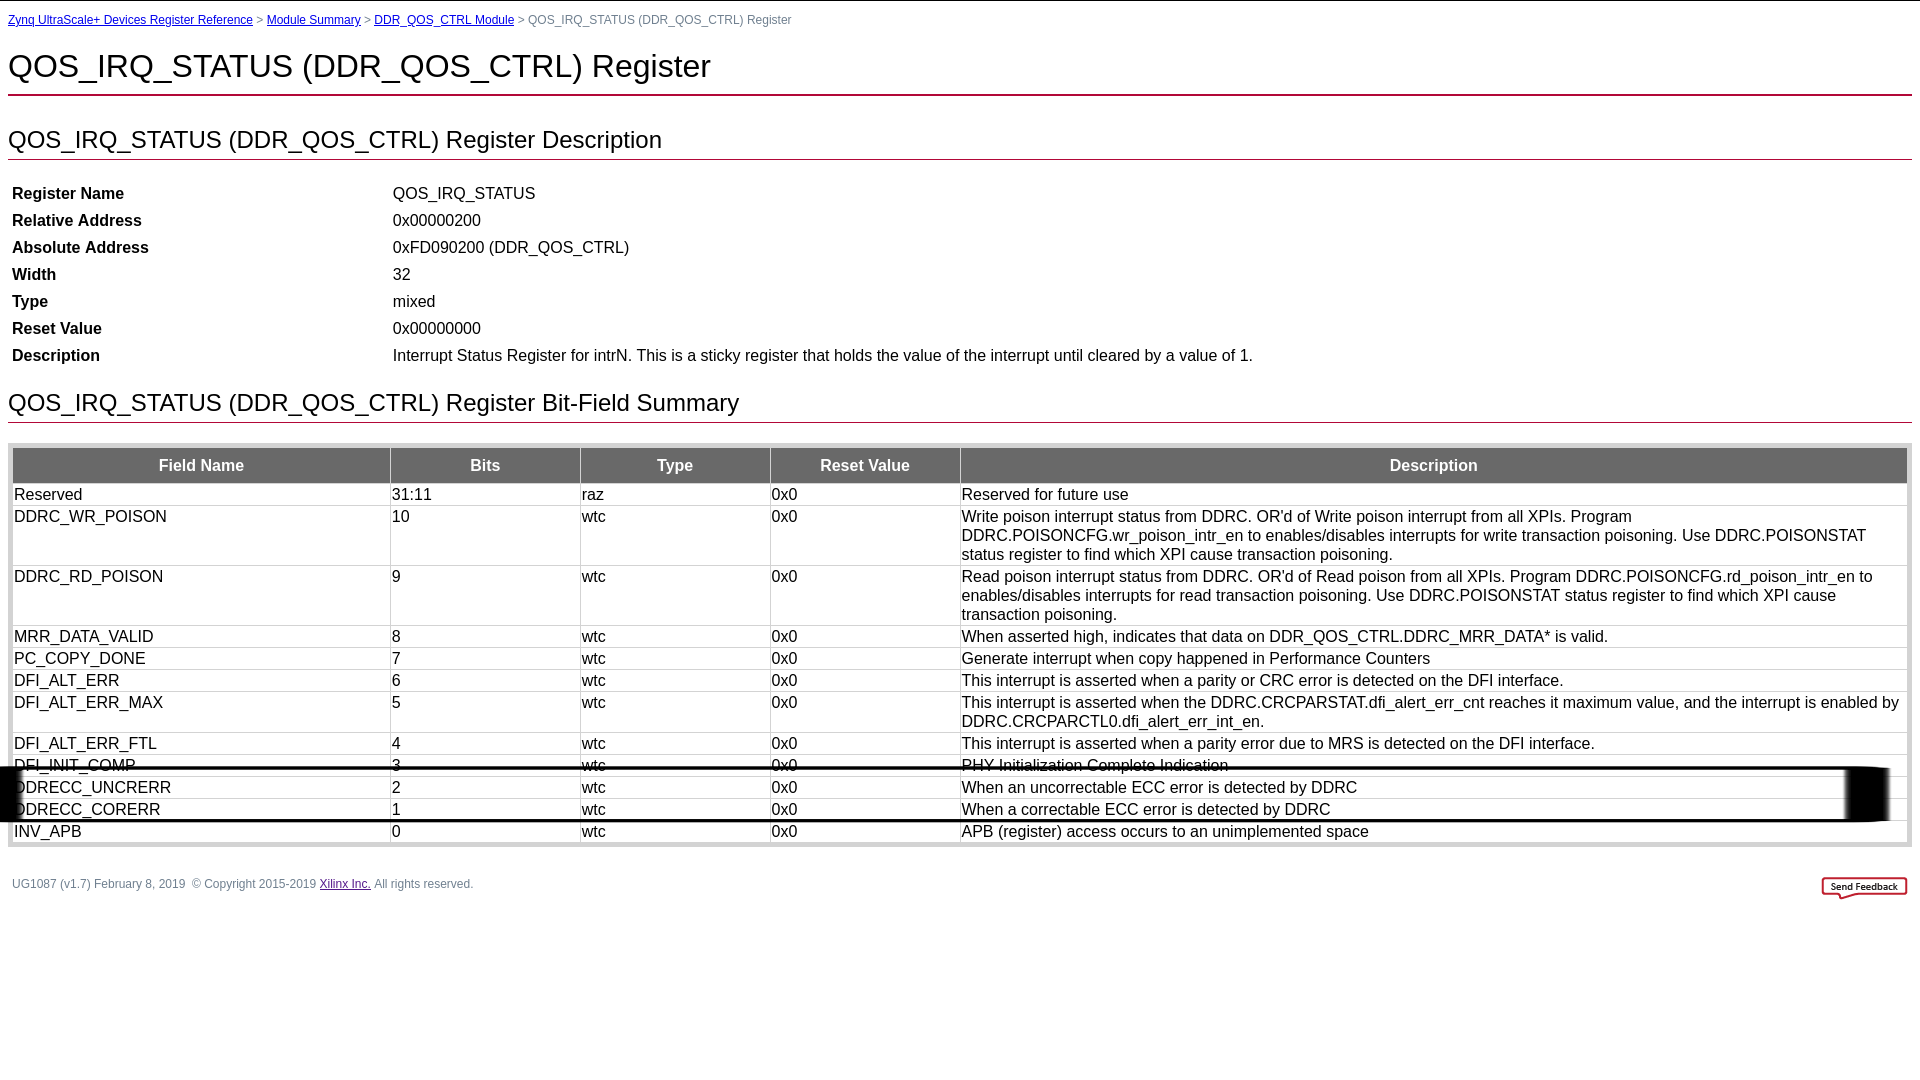 Zynq UltraScale+ Devices Register Reference > Module Summary > DDR_QOS_CTRL Module > QOS_IRQ_STATUS (DDR_QOS_CTRL) Register
QOS_IRQ_STATUS (DDR_QOS_CTRL) Register
QOS_IRQ_STATUS (DDR_QOS_CTRL) Register Description
Register Name QOS_IRQ_STATUS
Relative Address 0x00000200
Absolute Address 0xFD090200 (DDR_QOS_CTRL)
Width 32
Type mixed
Reset Value 0x00000000
Description Interrupt Status Register for intrN. This is a sticky register that holds the value of the interrupt until cleared by a value of 1.
QOS_IRQ_STATUS (DDR_QOS_CTRL) Register Bit-Field Summary
Field Name Bits Type Reset Value Description
Reserved 31:11 raz 0x0 Reserved for future use
DDRC_WR_POISON 10 wtc 0x0 Write poison interrupt status from DDRC. OR'd of Write poison interrupt from all XPIs. Program
DDRC.POISONCFG.wr_poison_intr_en to enables/disables interrupts for write transaction poisoning. Use DDRC.POISONSTAT
status register to find which XPI cause transaction poisoning.
DDRC_RD_POISON 9 wtc 0x0 Read poison interrupt status from DDRC. OR'd of Read poison from all XPIs. Program DDRC.POISONCFG.rd_poison_intr_en to
enables/disables interrupts for read transaction poisoning. Use DDRC.POISONSTAT status register to find which XPI cause
transaction poisoning.
MRR_DATA_VALID 8 wtc 0x0 When asserted high, indicates that data on DDR_QOS_CTRL.DDRC_MRR_DATA* is valid.
PC_COPY_DONE 7 wtc 0x0 Generate interrupt when copy happened in Performance Counters
DFI_ALT_ERR 6 wtc 0x0 This interrupt is asserted when a parity or CRC error is detected on the DFI interface.
DFI_ALT_ERR_MAX 5 wtc 0x0 This interrupt is asserted when the DDRC.CRCPARSTAT.dfi_alert_err_cnt reaches it maximum value, and the interrupt is enabled by
DDRC.CRCPARCTL0.dfi_alert_err_int_en.
DFI_ALT_ERR_FTL 4 wtc 0x0 This interrupt is asserted when a parity error due to MRS is detected on the DFI interface.
DFI_INIT_COMP 3 wtc 0x0 PHY Initialization Complete Indication
DDRECC_UNCRERR 2 wtc 0x0 When an uncorrectable ECC error is detected by DDRC
DDRECC_CORERR 1 wtc 0x0 When a correctable ECC error is detected by DDRC
INV_APB 0 wtc 0x0 APB (register) access occurs to an unimplemented space
UG1087 (v1.7) February 8, 2019 © Copyright 2015-2019 Xilinx Inc. All rights reserved.
Send Feedback